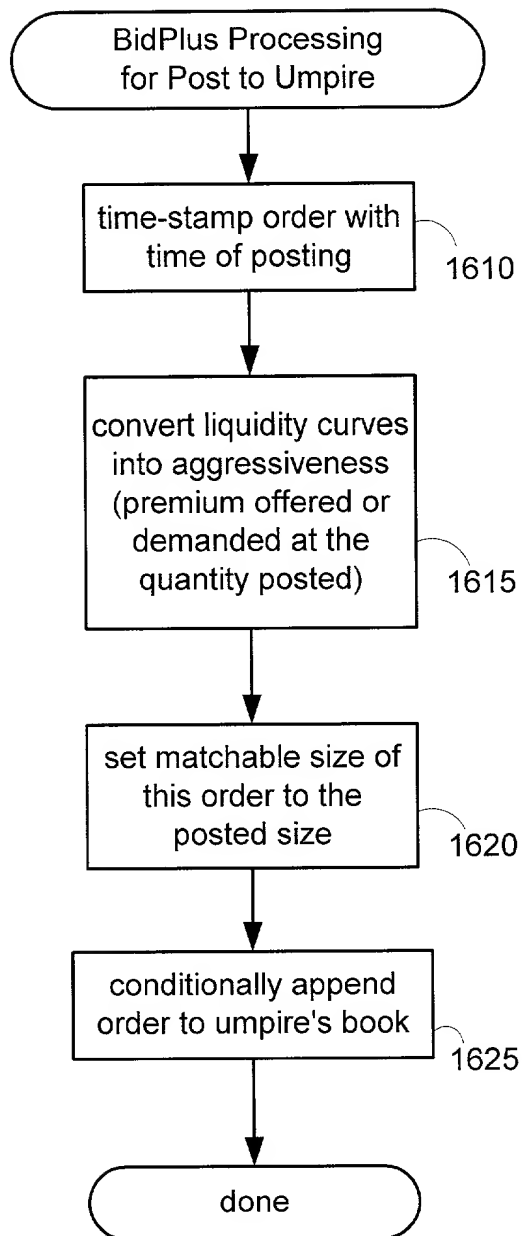 BidPlus Processing
for Post to Umpire
time-stamp order with
time of posting
1610
convert liquidity curves
into aggressiveness
(premium offered or
demanded at the
quantity posted)
1615
set matchable size of
this order to the
posted size
1620
conditionally append
order to umpire's book
1625
done